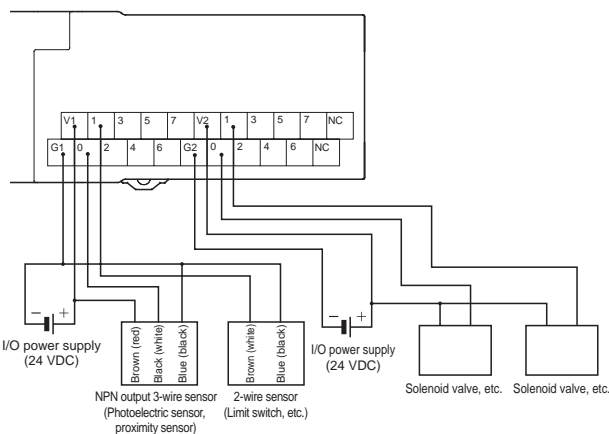 V1 1 3 5 7 V2 1 3 5 7 NC
G1 0 2 4 6 G2 0 2 4 6 NC
− +
I/O power supply
(24 VDC)
Brown (red)
Black (white)
Blue (black)
NPN output 3-wire sensor
(Photoelectric sensor,
proximity sensor)
Brown (white)
Blue (black)
2-wire sensor
(Limit switch, etc.)
− +
I/O power supply
(24 VDC)
Solenoid valve, etc.
Solenoid valve, etc.